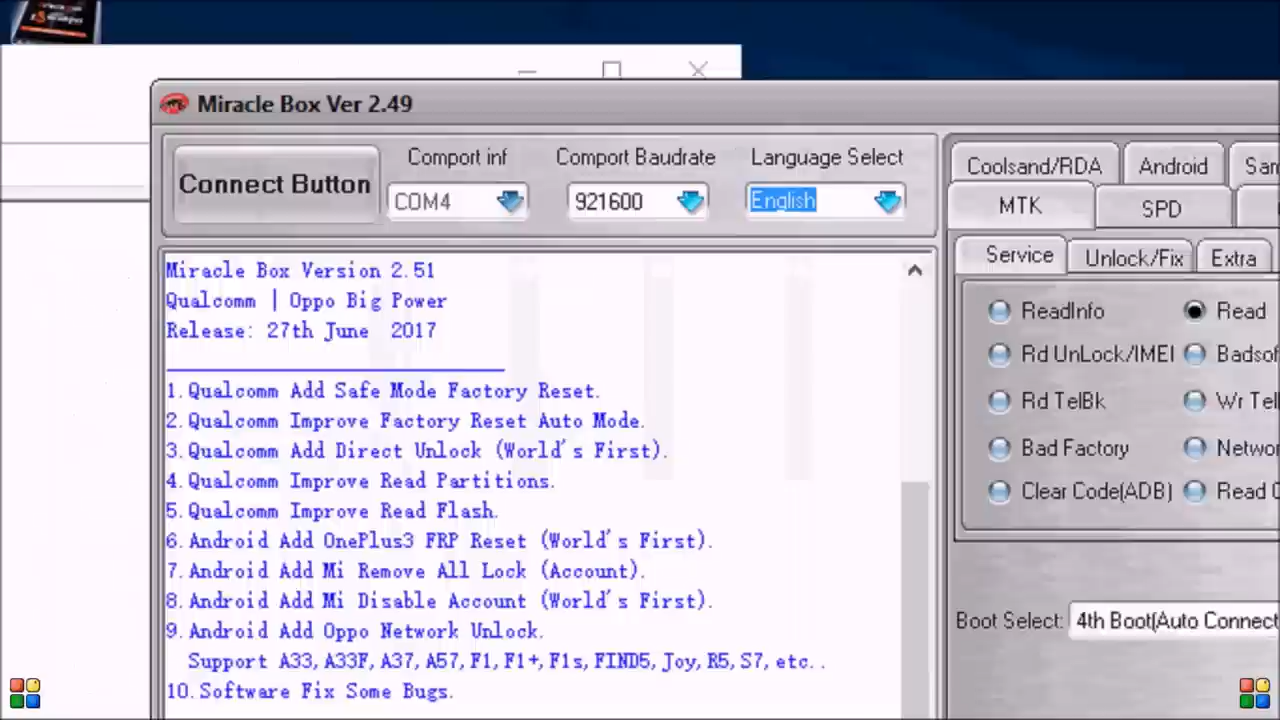 Miracle Box Ver 2.49
Connect Button
Comport inf
Comport Baudrate
Language Select
COM4
921600
English
Coolsand/RDA
Android
San
MTK
SPD
Service
Unlock/Fix
Extra
ReadInfo
Read
Rd UnLock/IMEI
Badsof
Rd TelBk
Wr Tel
Bad Factory
Networ
Clear Code(ADB)
Read C
Boot Select:
4th Boot(Auto Connect
Miracle Box Version 2.51
Qualcomm | Oppo Big Power
Release: 27th June 2017
1.Qualcomm Add Safe Mode Factory Reset.
2.Qualcomm Improve Factory Reset Auto Mode.
3.Qualcomm Add Direct Unlock (World's First).
4.Qualcomm Improve Read Partitions.
5.Qualcomm Improve Read Flash.
6.Android Add OnePlus3 FRP Reset (World's First).
7.Android Add Mi Remove All Lock (Account).
8.Android Add Mi Disable Account (World's First).
9.Android Add Oppo Network Unlock.
Support A33,A33F,A37,A57,F1,F1+,F1s,FIND5,Joy,R5,S7,etc..
10.Software Fix Some Bugs.